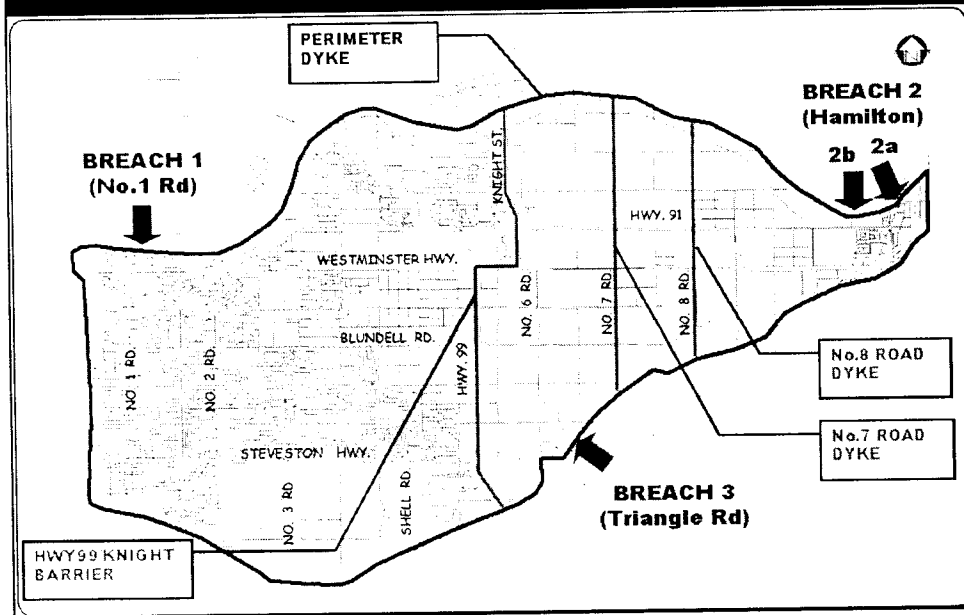 PERIMETER
DYKE
N
BREACH 2
(Hamilton)
2b 2a
BREACH 1
(No.1 Rd)
KNIGHT ST.
HWY. 91
WESTMINSTER HWY.
NO. 6 RD.
NO. 7 RD.
NO. 8 RD.
BLUNDELL RD.
HWY. 99
NO. 1 RD.
NO. 2 RD.
No.8 ROAD
DYKE
No.7 ROAD
DYKE
STEVESTON HWY.
NO. 3 RD.
SHELL RD.
BREACH 3
(Triangle Rd)
HWY99 KNIGHT
BARRIER